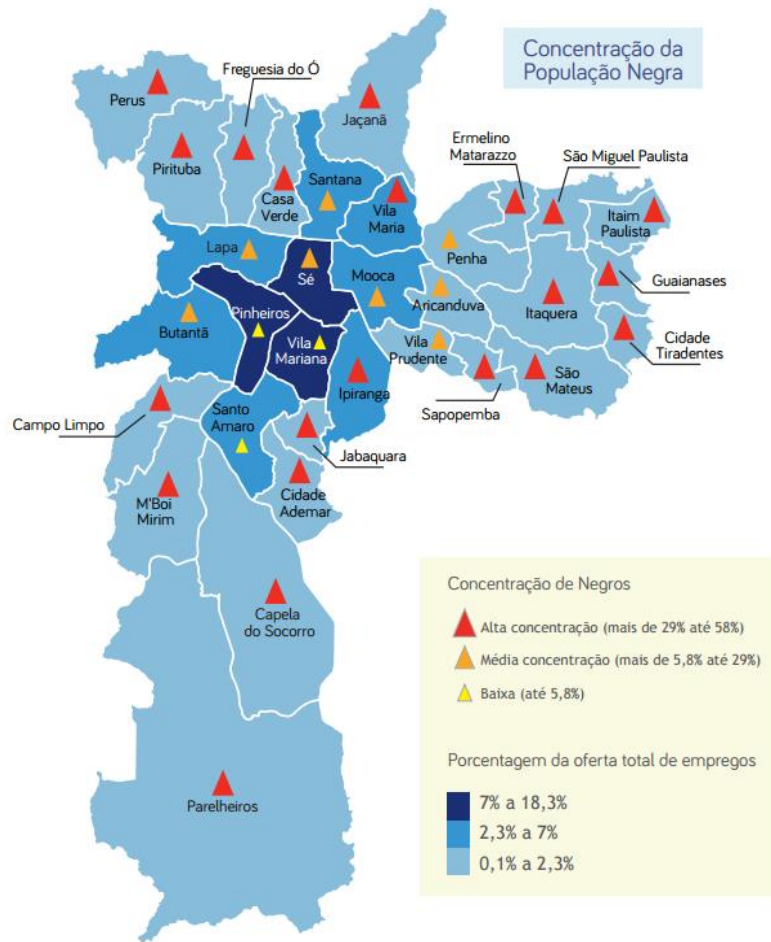 Concentração da
População Negra
Freguesia do Ó
Perus
Jaçanã
Ermelino
Matarazzo
São Miguel Paulista
Pirituba
Casa
Verde
Santana
Vila
Maria
Itaim
Paulista
Lapa
Sé
Mooca
Penha
Guaianases
Aricanduva
Itaquera
Butantã
Pinheiros
Vila
Mariana
Vila
Prudente
Cidade
Tiradentes
Ipiranga
São
Mateus
Sapopemba
Santo
Amaro
Campo Limpo
Jabaquara
M'Boi
Mirim
Cidade
Ademar
Capela
do Socorro
Parelheiros
Concentração de Negros
Alta concentração (mais de 29% até 58%)
Média concentração (mais de 5,8% até 29%)
Baixa (até 5,8%)
Porcentagem da oferta total de empregos
7% a 18,3%
2,3% a 7%
0,1% a 2,3%